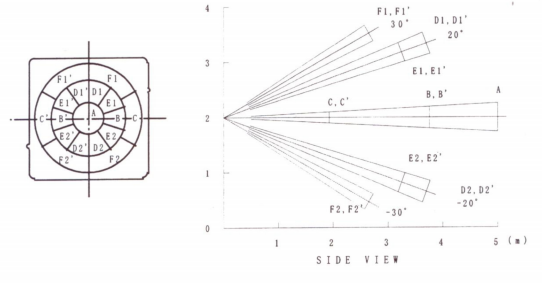 F1' F1
D1' D1
E1' A E1
C' B' B C
E2' E2
D2' D2
F2' F2
4
3
2
1
0
F1, F1'
30°
D1, D1'
20°
E1, E1'
C, C'
B, B'
A
E2, E2'
D2, D2'
-20°
F2, F2'
-30°
1 2 3 4 5 (m)
SIDE VIEW